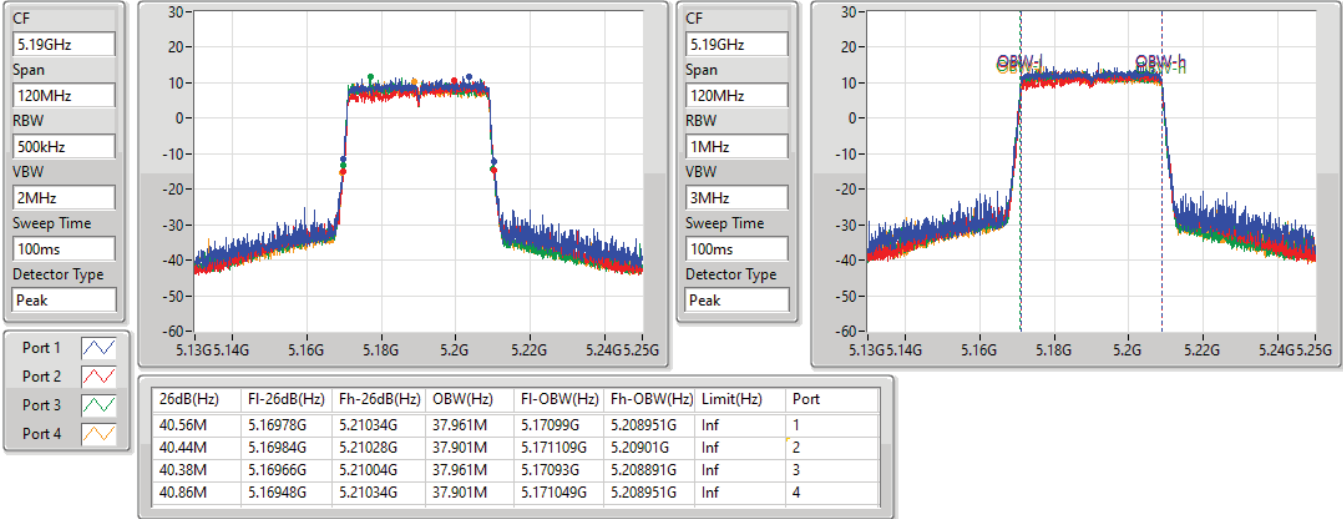 CF
5.19GHz
Span
120MHz
RBW
500kHz
VBW
2MHz
Sweep Time
100ms
Detector Type
Peak
30
20
10
0
-10
-20
-30
-40
-50
-60
5.13G 5.14G 5.16G 5.18G 5.2G 5.22G 5.24G 5.25G
CF
5.19GHz
Span
120MHz
RBW
1MHz
VBW
3MHz
Sweep Time
100ms
Detector Type
Peak
30
20
10
0
-10
-20
-30
-40
-50
-60
OBW-l OBW-h
5.13G 5.14G 5.16G 5.18G 5.2G 5.22G 5.24G 5.25G
Port 1
Port 2
Port 3
Port 4
26dB(Hz) Fl-26dB(Hz) Fh-26dB(Hz) OBW(Hz) Fl-OBW(Hz) Fh-OBW(Hz) Limit(Hz) Port
40.56M 5.16978G 5.21034G 37.961M 5.17099G 5.208951G Inf 1
40.44M 5.16984G 5.21028G 37.901M 5.171109G 5.20901G Inf 2
40.38M 5.16966G 5.21004G 37.961M 5.17093G 5.208891G Inf 3
40.86M 5.16948G 5.21034G 37.901M 5.171049G 5.208951G Inf 4